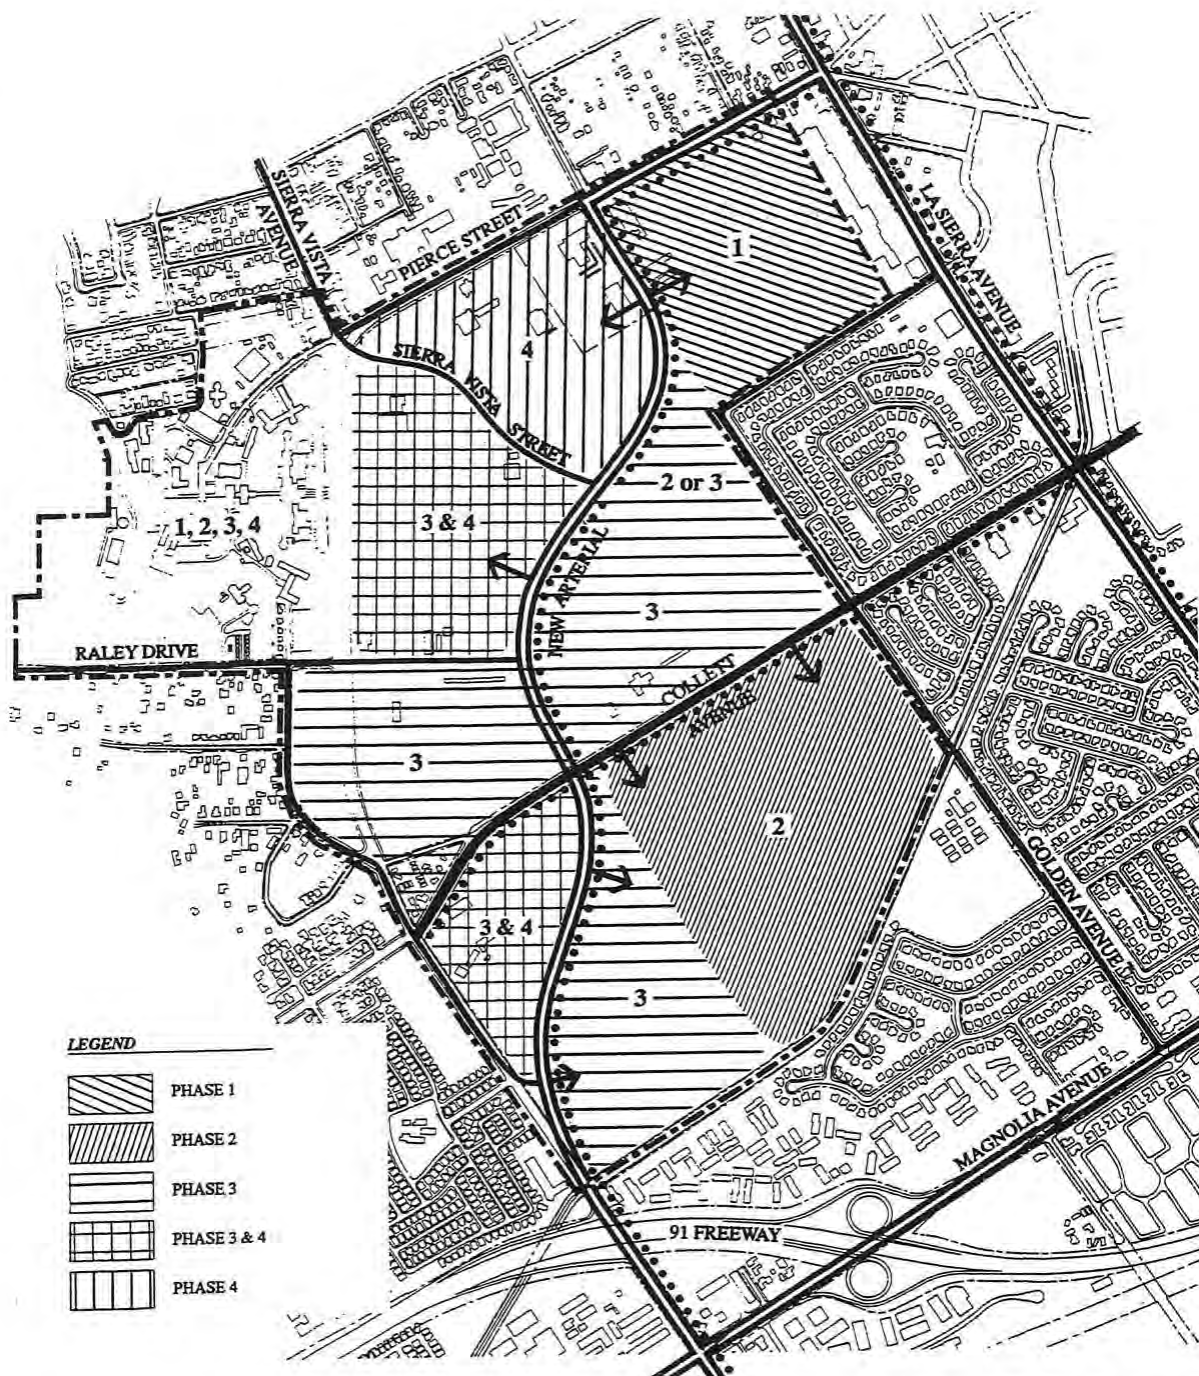 SIERRA VISTA
AVENUE
PIERCE STREET
LA SIERRA AVENUE
1
4
SIERRA VISTA
STREET
2 or 3
3 & 4
1, 2, 3, 4
NEW ARTERIAL
3
RALEY DRIVE
COLLETT
AVENUE
3
2
GOLDEN AVENUE
3 & 4
3
LEGEND
PHASE 1
PHASE 2
PHASE 3
PHASE 3 & 4
PHASE 4
MAGNOLIA AVENUE
91 FREEWAY